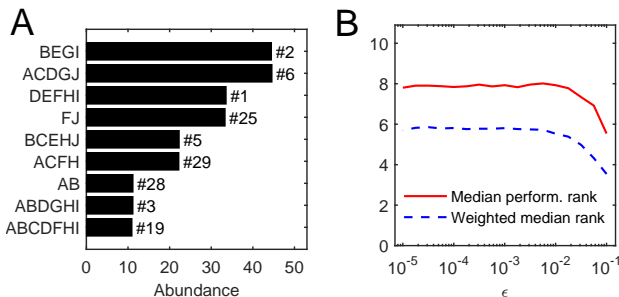 A
BEGI #2
ACDGJ #6
DEFHI #1
FJ #25
BCEHJ #5
ACFH #29
AB #28
ABDGHI #3
ABCDFHI #19
0 10 20 30 40 50
Abundance
B
10
8
6
4
2
0
Median perform. rank
Weighted median rank
10^-5 10^-4 10^-3 10^-2 10^-1
ϵ